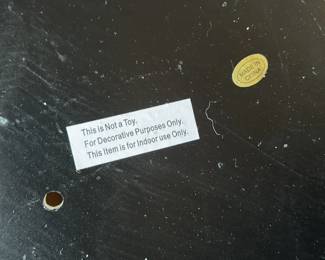 MADE IN
CHINA
This is Not a Toy.
For Decorative Purposes Only.
This Item is for Indoor use Only.